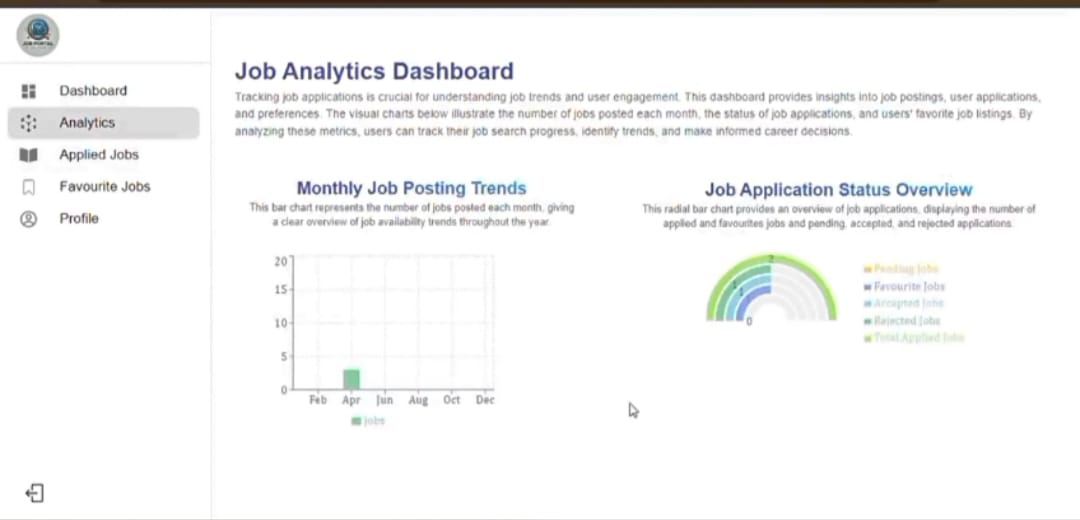 JOB PORTAL
Dashboard
Analytics
Applied Jobs
Favourite Jobs
Profile
Job Analytics Dashboard
Tracking job applications is crucial for understanding job trends and user engagement. This dashboard provides insights into job postings, user applications,
and preferences. The visual charts below illustrate the number of jobs posted each month, the status of job applications, and users' favorite job listings. By
analyzing these metrics, users can track their job search progress, identify trends, and make informed career decisions.
Monthly Job Posting Trends
This bar chart represents the number of jobs posted each month, giving
a clear overview of job availability trends throughout the year.
20
15
10
5
0
Feb Apr Jun Aug Oct Dec
Jobs
Job Application Status Overview
This radial bar chart provides an overview of job applications, displaying the number of
applied and favourites jobs and pending, accepted, and rejected applications.
2
1
1
0
Pending Jobs
Favourite Jobs
Accepted Jobs
Rejected Jobs
Total Applied Jobs